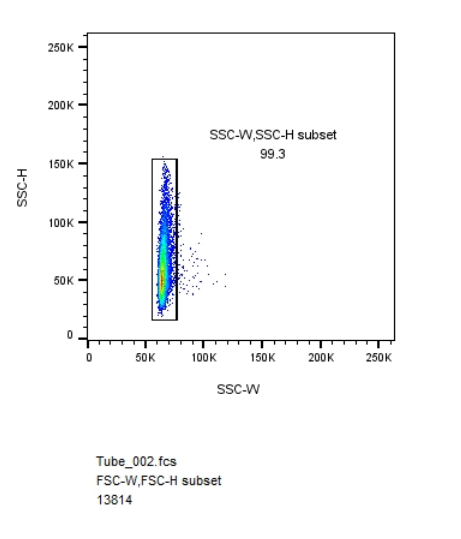 250K
200K
150K
100K
50K
0
SSC-H
SSC-W,SSC-H subset
99.3
0 50K 100K 150K 200K 250K
SSC-W
Tube_002.fcs
FSC-W,FSC-H subset
13814